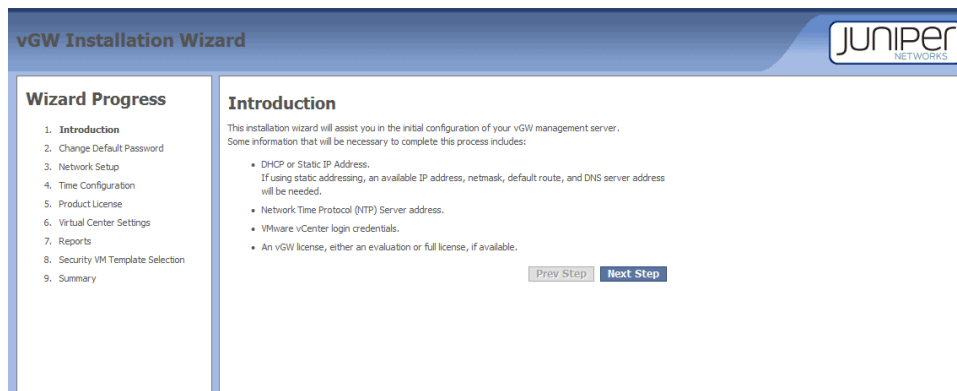 vGW Installation Wizard
JUNIPER
NETWORKS
Wizard Progress
1. Introduction
2. Change Default Password
3. Network Setup
4. Time Configuration
5. Product License
6. Virtual Center Settings
7. Reports
8. Security VM Template Selection
9. Summary
Introduction
This installation wizard will assist you in the initial configuration of your vGW management server.
Some information that will be necessary to complete this process includes:
• DHCP or Static IP Address.
If using static addressing, an available IP address, netmask, default route, and DNS server address
will be needed.
• Network Time Protocol (NTP) Server address.
• VMware vCenter login credentials.
• An vGW license, either an evaluation or full license, if available.
Prev Step
Next Step